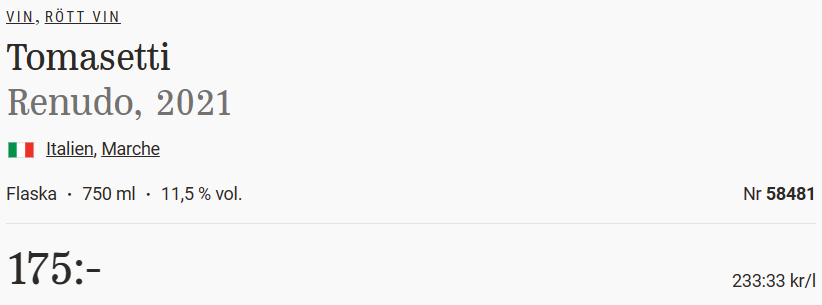 VIN, RÖTT VIN
Tomasetti
Renudo, 2021
Italien, Marche
Flaska · 750 ml · 11,5 % vol.
Nr 58481
175:-
233:33 kr/l